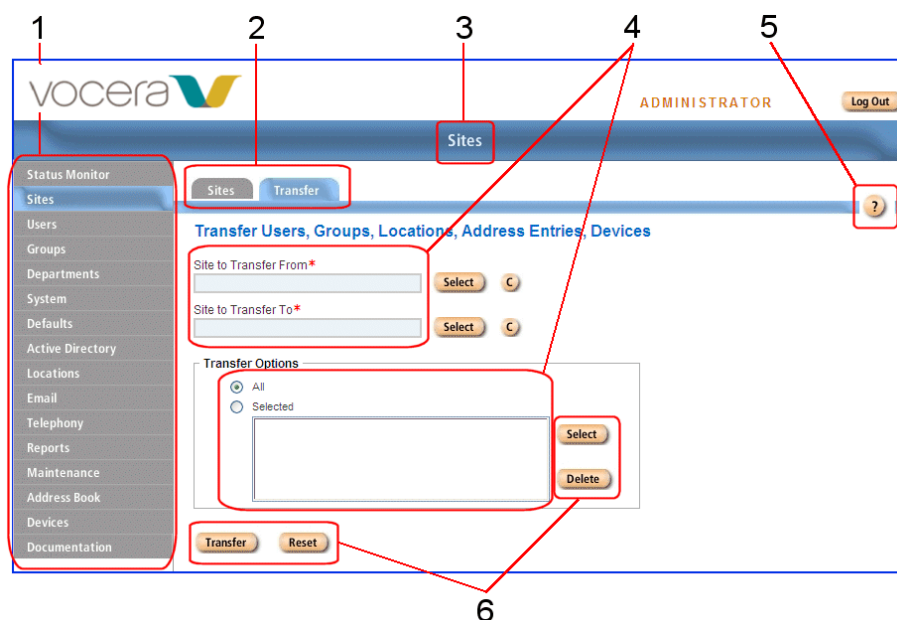 1 2 3 4 5
vocera
ADMINISTRATOR
Log Out
Sites
Status Monitor
Sites
Users
Groups
Departments
System
Defaults
Active Directory
Locations
Email
Telephony
Reports
Maintenance
Address Book
Devices
Documentation
Sites Transfer
?
Transfer Users, Groups, Locations, Address Entries, Devices
Site to Transfer From*
Select C
Site to Transfer To*
Select C
Transfer Options
All
Selected
Select
Delete
Transfer Reset
6